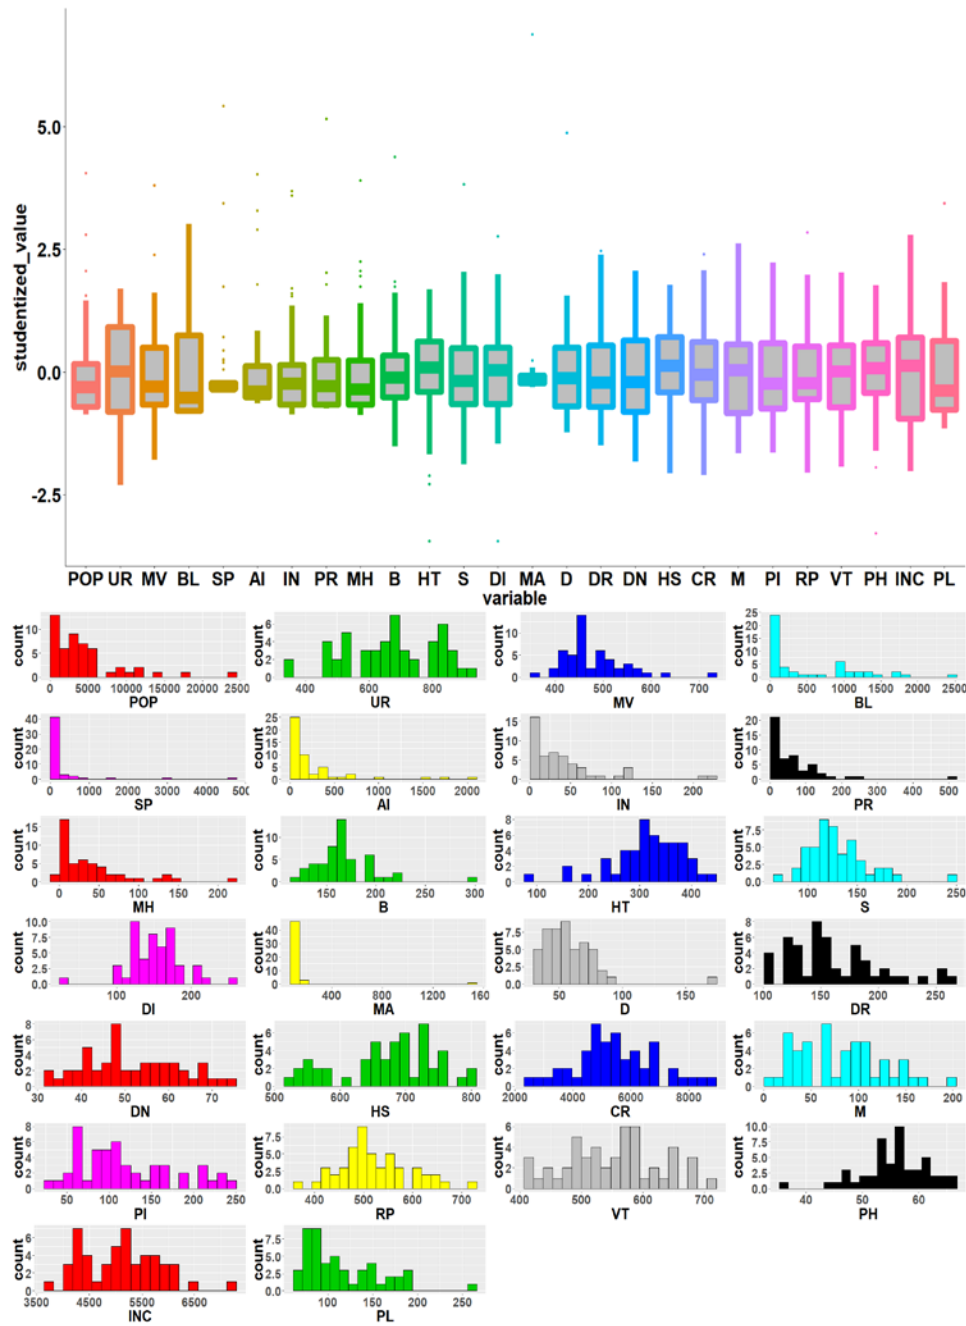 studentized_value
5.0
2.5
0.0
-2.5
POP UR MV BL SP AI IN PR MH B HT S DI MA D DR DN HS CR M PI RP VT PH INC PL
variable
count 10 5 0
0 5000 10000 15000 20000 2500
POP
count 6 4 2 0
400 600 800
UR
count 10 5 0
400 500 600 700
MV
count 25 20 15 10 5 0
0 500 1000 1500 2000 2500
BL
count 40 30 20 10 0
0 1000 2000 3000 4000 500
SP
count 25 20 15 10 5 0
0 500 1000 1500 2000
AI
count 15 10 5 0
0 50 100 150 200
IN
count 20 15 10 5 0
0 100 200 300 400 500
PR
count 15 10 5 0
0 50 100 150 200
MH
count 10 5 0
150 200 250 300
B
count 8 6 4 2 0
100 200 300 400
HT
count 7.5 5.0 2.5 0.0
50 100 150 200 250
S
count 10.0 7.5 5.0 2.5 0.0
100 200
DI
count 40 30 20 10 0
400 800 1200 1500
MA
count 7.5 5.0 2.5 0.0
50 100 150
D
count 8 6 4 2 0
100 150 200 250
DR
count 8 6 4 2 0
30 40 50 60 70
DN
count 6 4 2 0
500 600 700 800
HS
count 6 4 2 0
2000 4000 6000 8000
CR
count 6 4 2 0
0 50 100 150 200
M
count 8 6 4 2 0
50 100 150 200 250
PI
count 7.5 5.0 2.5 0.0
400 500 600 700
RP
count 6 4 2 0
400 500 600 700
VT
count 10.0 7.5 5.0 2.5 0.0
40 50 60
PH
count 6 4 2 0
3500 4500 5500 6500
INC
count 7.5 5.0 2.5 0.0
100 150 200 250
PL